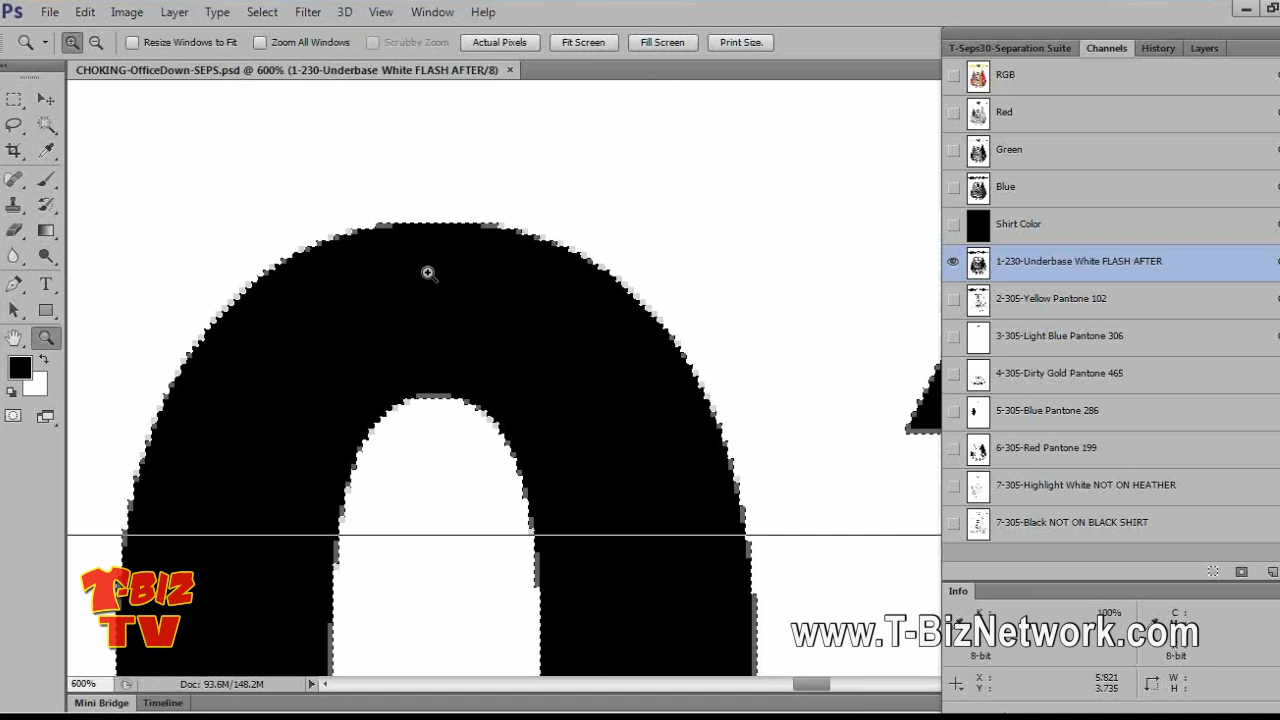 Ps File Edit Image Layer Type Select Filter 3D View Window Help
Resize Windows to Fit Zoom All Windows Scrubby Zoom Actual Pixels Fit Screen Fill Screen Print Size.
CHOKING-OfficeDown-SEPS.psd @ 600% (1-230-Underbase White FLASH AFTER/8) ×
T-Seps30-Separation Suite Channels History Layers
RGB
Red
Green
Blue
Shirt Color
1-230-Underbase White FLASH AFTER
2-305-Yellow Pantone 102
3-305-Light Blue Pantone 306
4-305-Dirty Gold Pantone 465
5-305-Blue Pantone 286
6-305-Red Pantone 199
7-305-Highlight White NOT ON HEATHER
7-305-Black NOT ON BLACK SHIRT
Info
K : 100% C :
8-bit 8-bit
X : 5.821 W :
Y : 3.735 H :
T-BIZ
TV
www.T-BizNetwork.com
600% Doc: 93.6M/148.2M
Mini Bridge Timeline